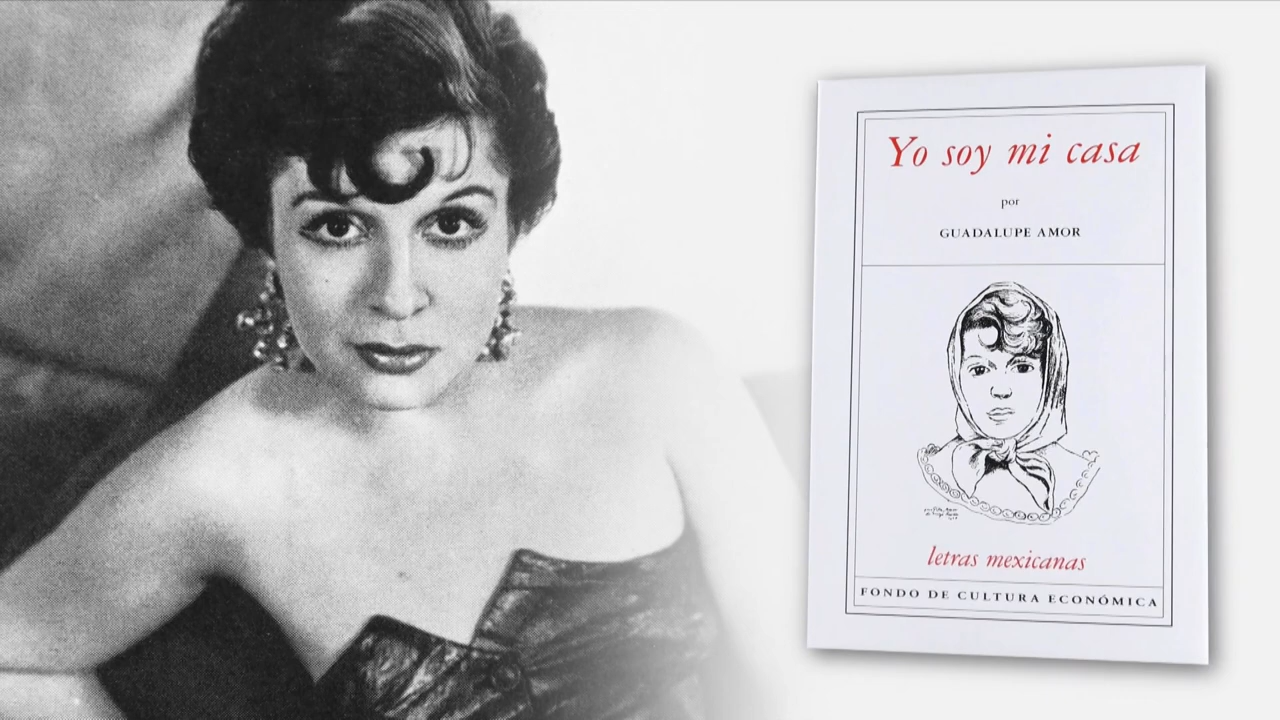 Yo soy mi casa
por
GUADALUPE AMOR
letras mexicanas
FONDO DE CULTURA ECONÓMICA